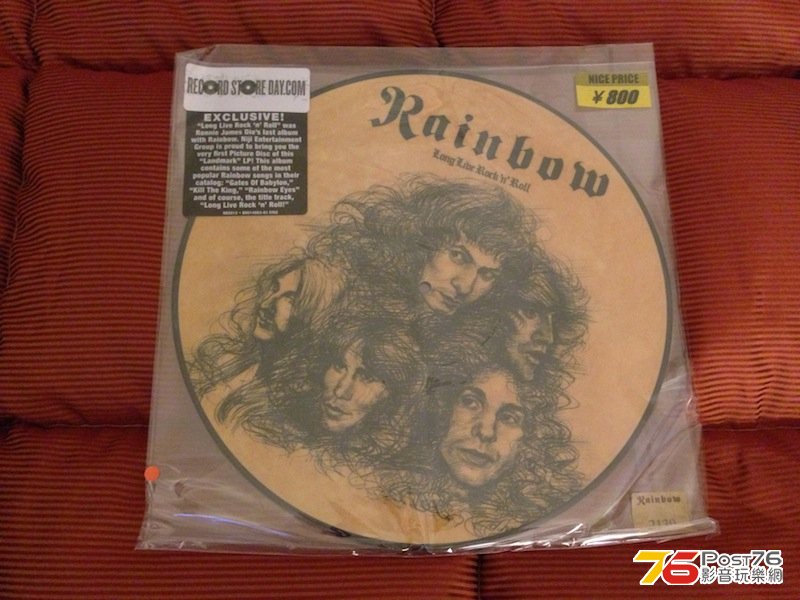 RECORD STORE DAY.COM
EXCLUSIVE!
"Long Live Rock 'n' Roll" was
Ronnie James Dio's last album
with Rainbow. Niji Entertainment
Group is proud to bring you the
very first Picture Disc of this
"Landmark" LP! This album
contains some of the most
popular Rainbow songs in their
catalog: "Gates Of Babylon,"
"Kill The King," "Rainbow Eyes"
and of course, the title track,
"Long Live Rock 'n' Roll!"
NICE PRICE
¥800
Rainbow
Long Live Rock 'n' Roll
Rainbow
76 Post76
影音玩樂網